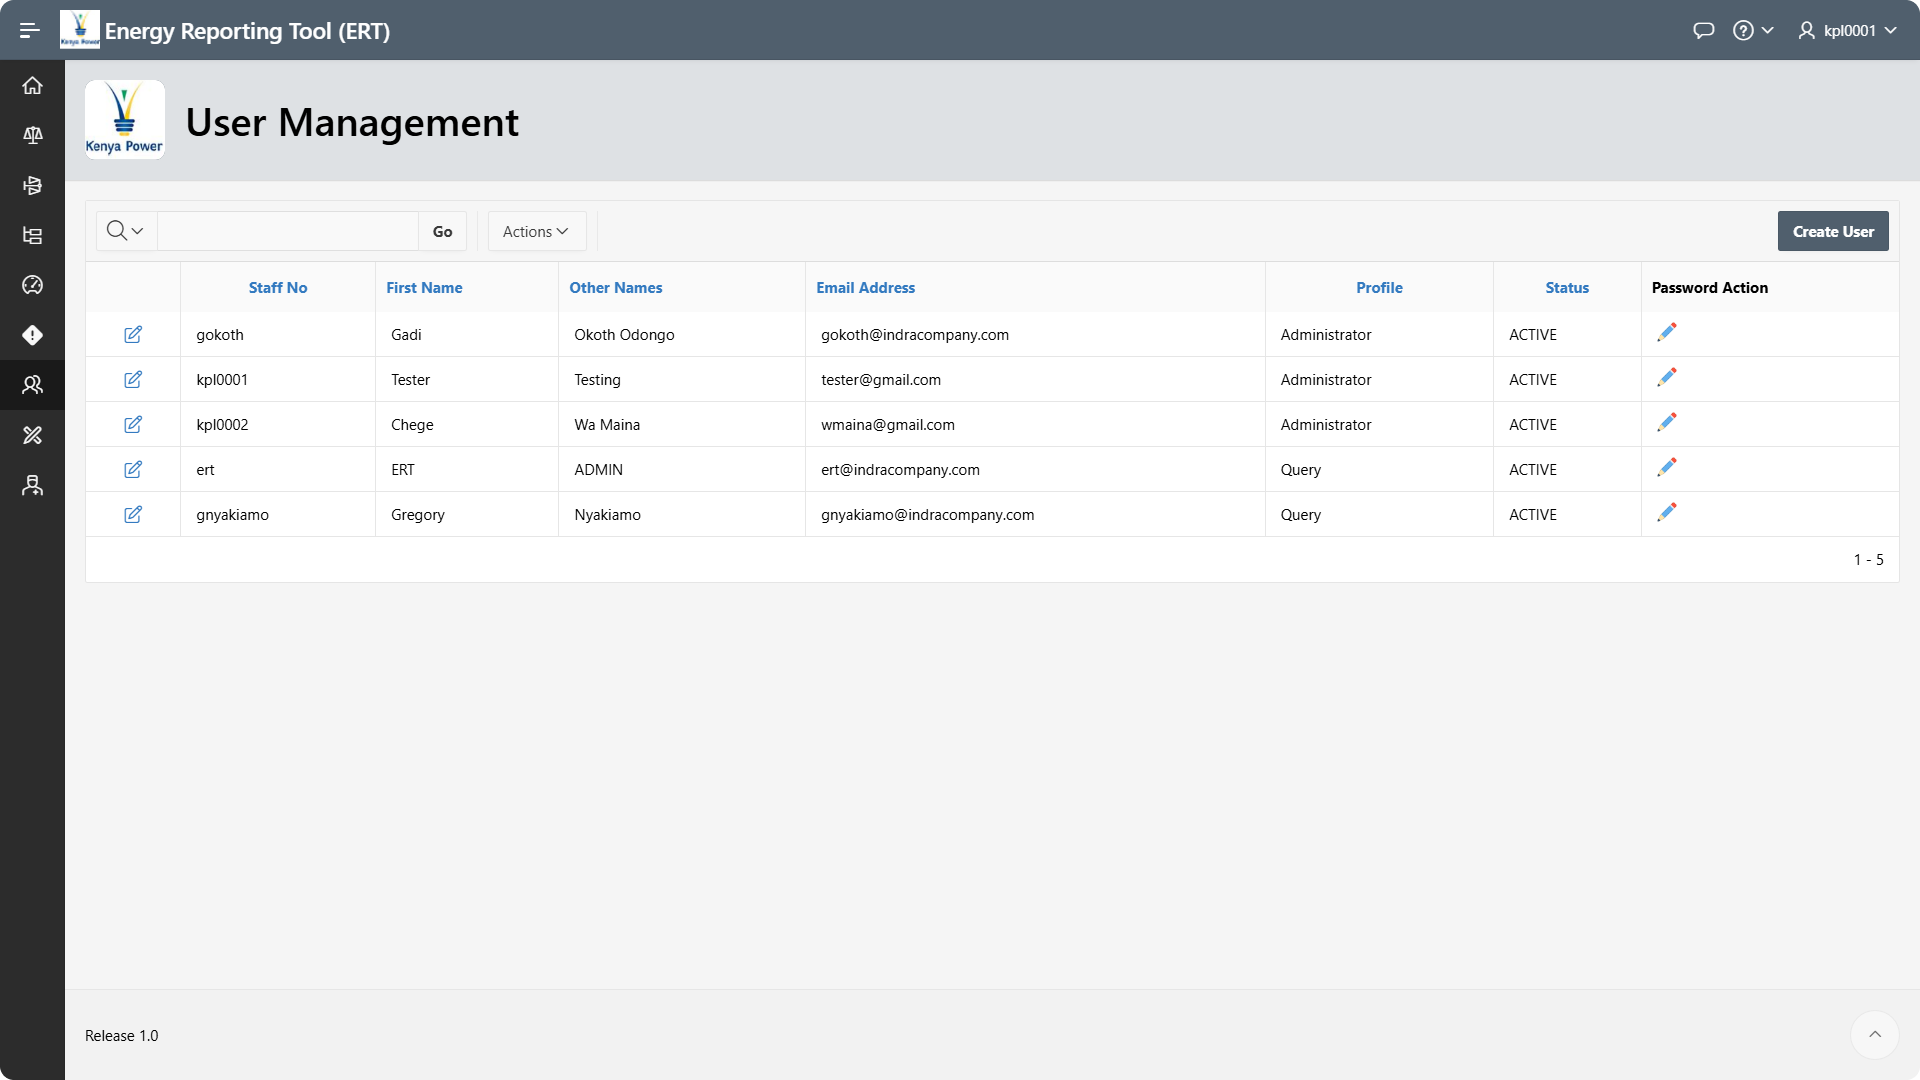 Kenya Power
Energy Reporting Tool (ERT)
kpl0001
Kenya Power
User Management
Go
Actions
Create User
Staff No First Name Other Names Email Address Profile Status Password Action
gokoth Gadi Okoth Odongo gokoth@indracompany.com Administrator ACTIVE
kpl0001 Tester Testing tester@gmail.com Administrator ACTIVE
kpl0002 Chege Wa Maina wmaina@gmail.com Administrator ACTIVE
ert ERT ADMIN ert@indracompany.com Query ACTIVE
gnyakiamo Gregory Nyakiamo gnyakiamo@indracompany.com Query ACTIVE
1 - 5
Release 1.0